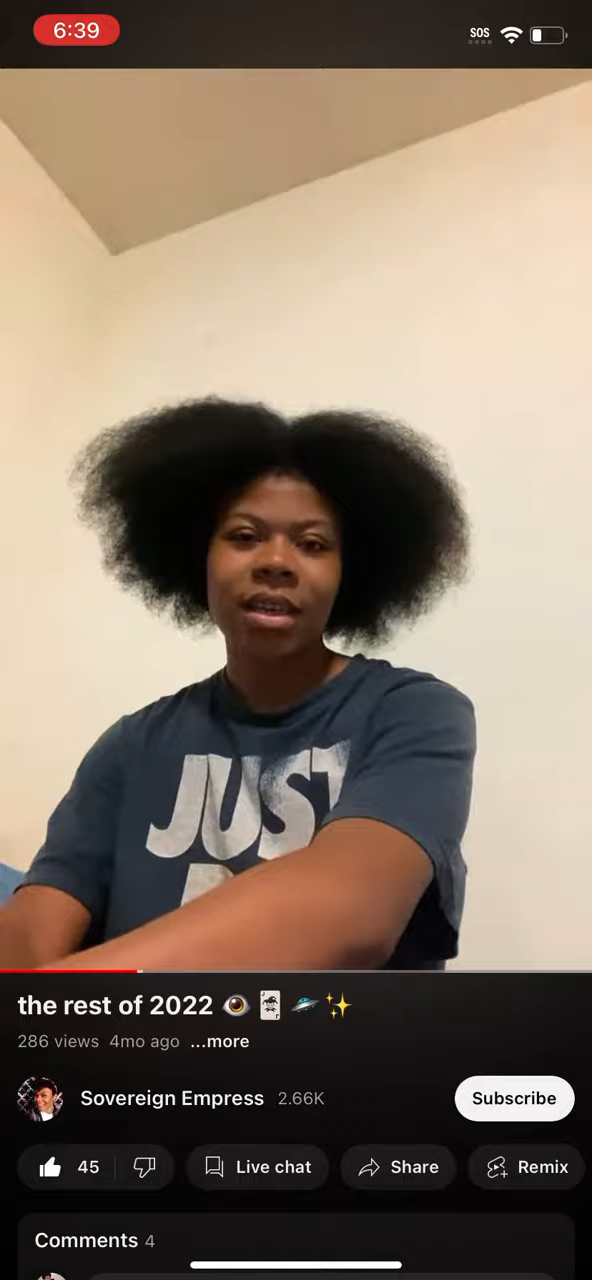 6:39
SOS
JUST
the rest of 2022 👁️🃏🛸✨
286 views 4mo ago ...more
Sovereign Empress 2.66K
Subscribe
45
Live chat
Share
Remix
Comments 4